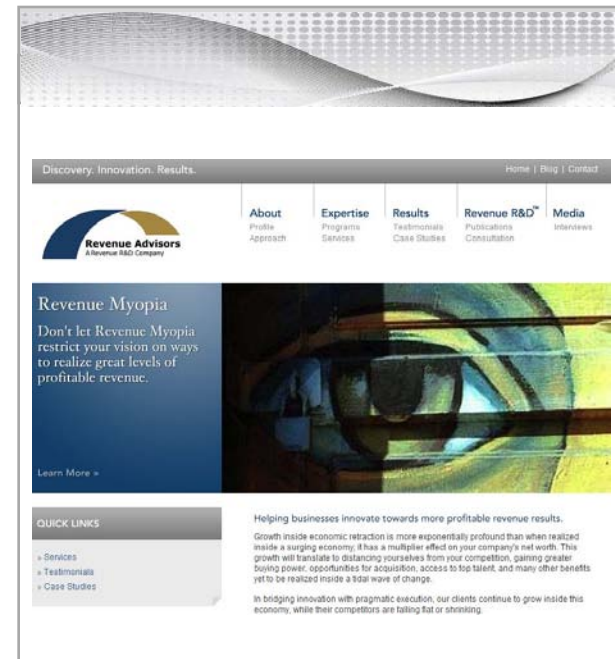 Discovery. Innovation. Results.
Home | Blog | Contact
Revenue Advisors
A Revenue R&D Company
About
Profile
Approach
Expertise
Programs
Services
Results
Testimonials
Case Studies
Revenue R&D™
Publications
Consultation
Media
Interviews
Revenue Myopia
Don't let Revenue Myopia
restrict your vision on ways
to realize great levels of
profitable revenue.
Learn More »
QUICK LINKS
» Services
» Testimonials
» Case Studies
Helping businesses innovate towards more profitable revenue results.
Growth inside economic retraction is more exponentially profound than when realized
inside a surging economy; it has a multiplier effect on your company's net worth. This
growth will translate to distancing yourselves from your competition, gaining greater
buying power, opportunities for acquisition, access to top talent, and many other benefits
yet to be realized inside a tidal wave of change.
In bridging innovation with pragmatic execution, our clients continue to grow inside this
economy, while their competitors are falling flat or shrinking.